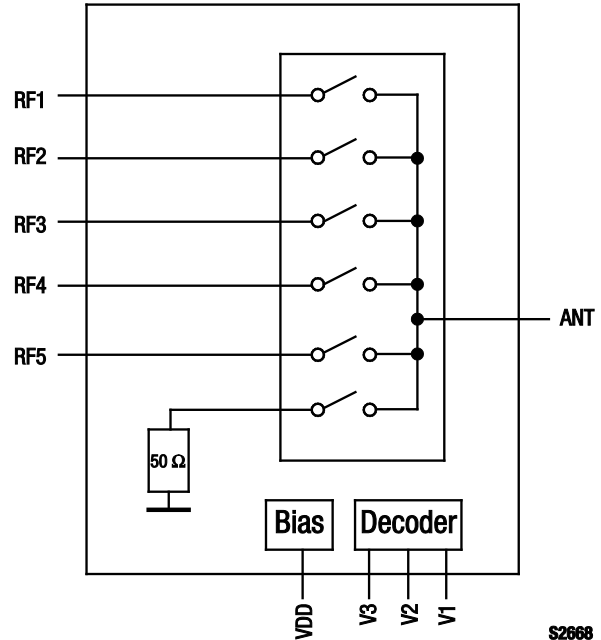 RF1
RF2
RF3
RF4
ANT
RF5
50 Ω
Bias
Decoder
VDD
V3
V2
V1
S2668